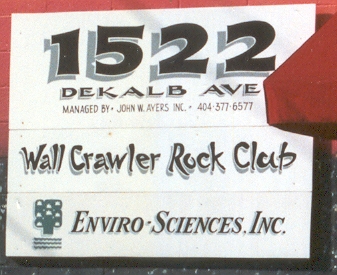 1522
DEKALB AVE
MANAGED BY • JOHN W. AYERS INC. • 404-377-6577
Wall Crawler Rock Club
ENVIRO-SCIENCES, INC.